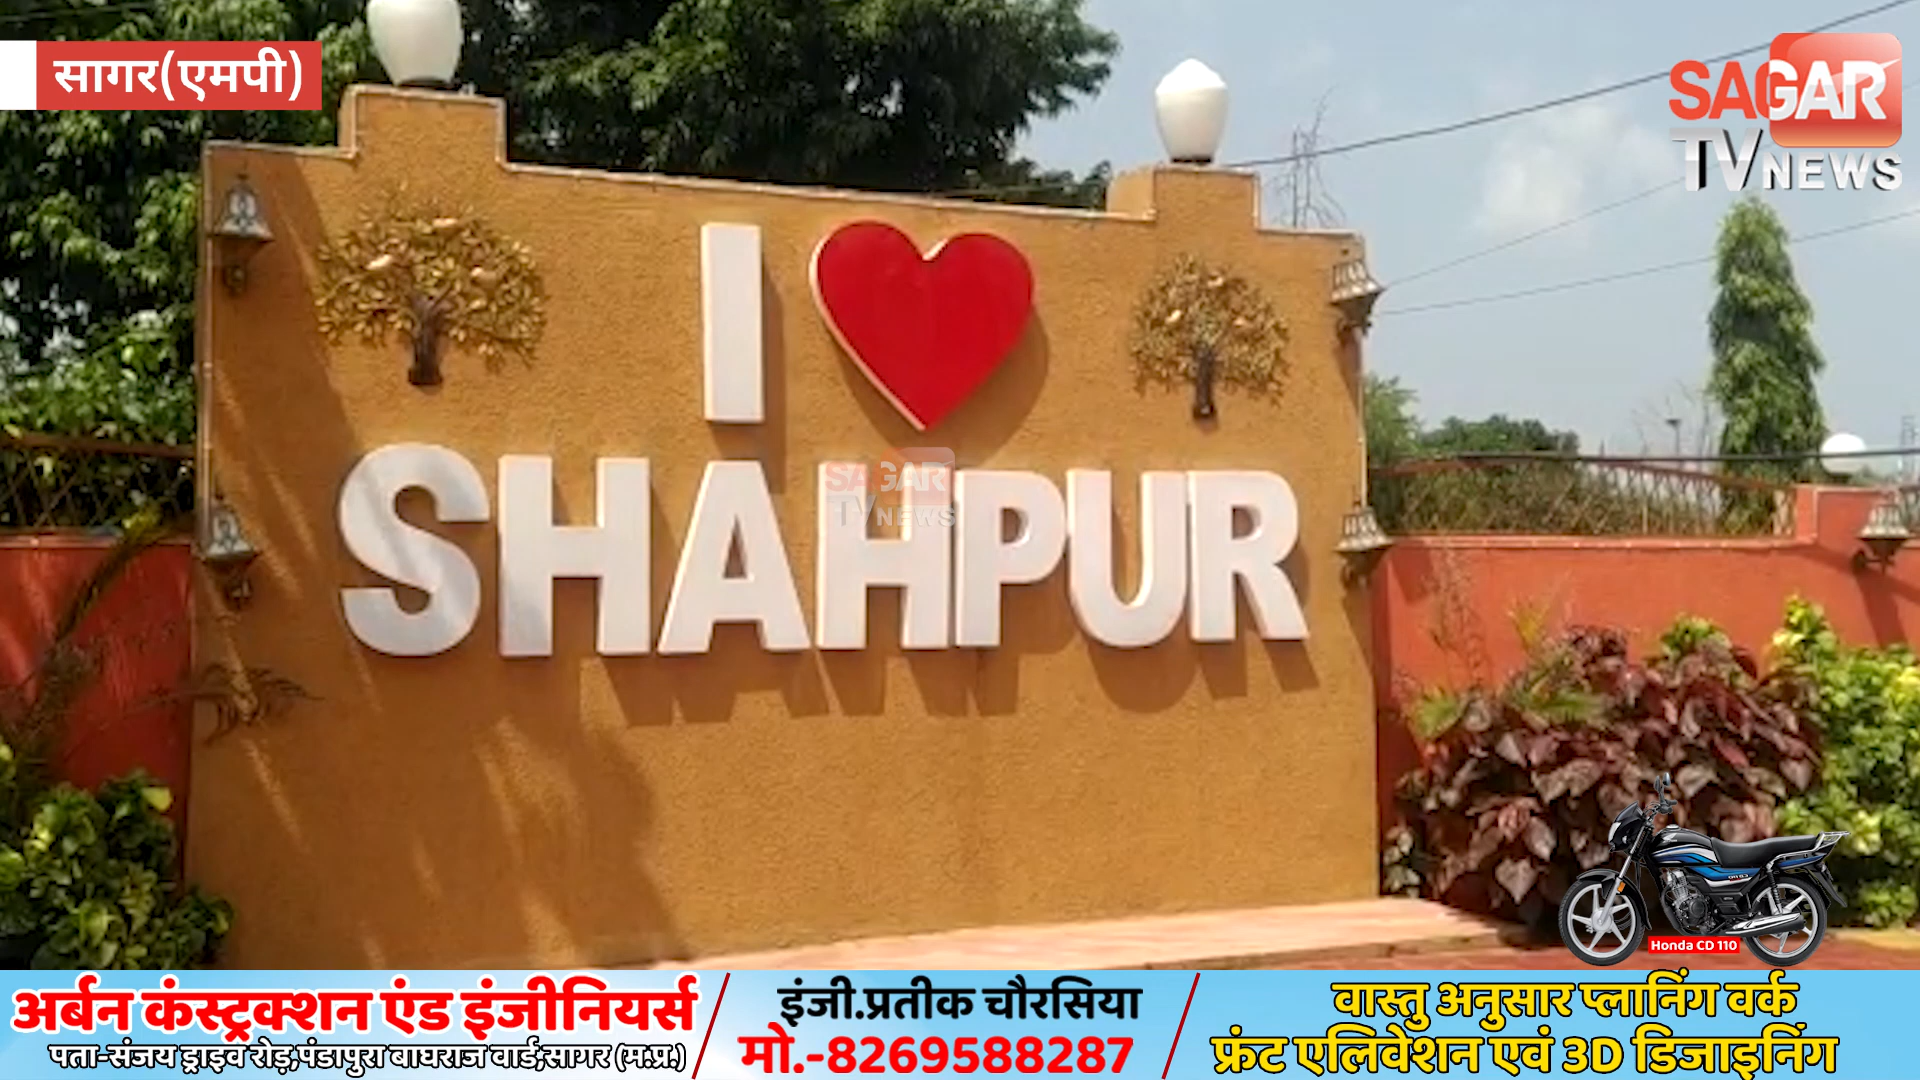 सागर(एमपी)
SAGAR
TV NEWS
I
SHAHPUR
SAGAR
TV NEWS
Honda CD 110
अर्बन कंस्ट्रक्शन एंड इंजीनियर्स
पता-संजय ड्राइव रोड़,पंडापुरा बाघराज वार्ड,सागर (म.प्र.)
इंजी.प्रतीक चौरसिया
मो.-8269588287
वास्तु अनुसार प्लानिंग वर्क
फ्रंट एलिवेशन एवं 3D डिजाइनिंग